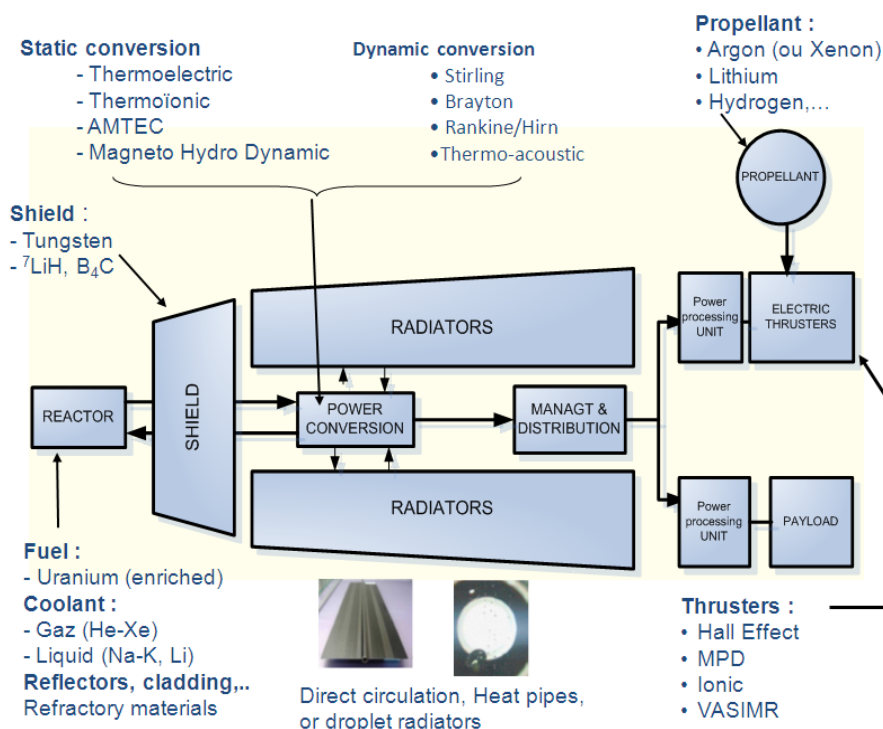 Static conversion
- Thermoelectric
- Thermoïonic
- AMTEC
- Magneto Hydro Dynamic
Dynamic conversion
• Stirling
• Brayton
• Rankine/Hirn
•Thermo-acoustic
Propellant :
• Argon (ou Xenon)
• Lithium
• Hydrogen,...
PROPELLANT
Shield :
- Tungsten
- ⁷LiH, B₄C
RADIATORS
Power
processing
UNIT
ELECTRIC
THRUSTERS
REACTOR
SHIELD
POWER
CONVERSION
MANAGT &
DISTRIBUTION
RADIATORS
Power
processing
UNIT
PAYLOAD
Fuel :
- Uranium (enriched)
Coolant :
- Gaz (He-Xe)
- Liquid (Na-K, Li)
Reflectors, cladding,..
Refractory materials
Direct circulation, Heat pipes,
or droplet radiators
Thrusters :
• Hall Effect
• MPD
• Ionic
• VASIMR